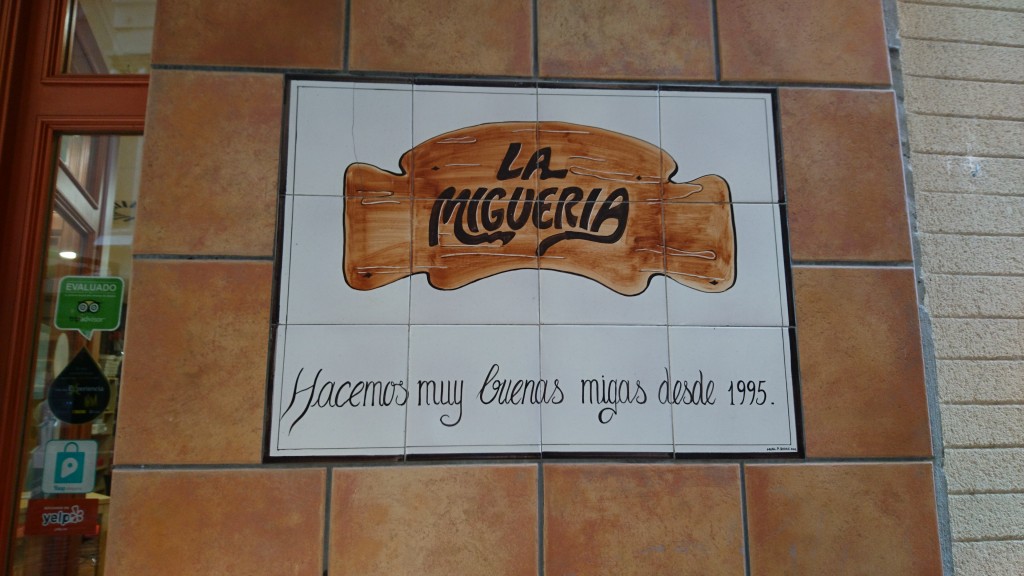 LA
MIGUERIA
Hacemos muy buenas migas desde 1995.
EVALUADO
yelp